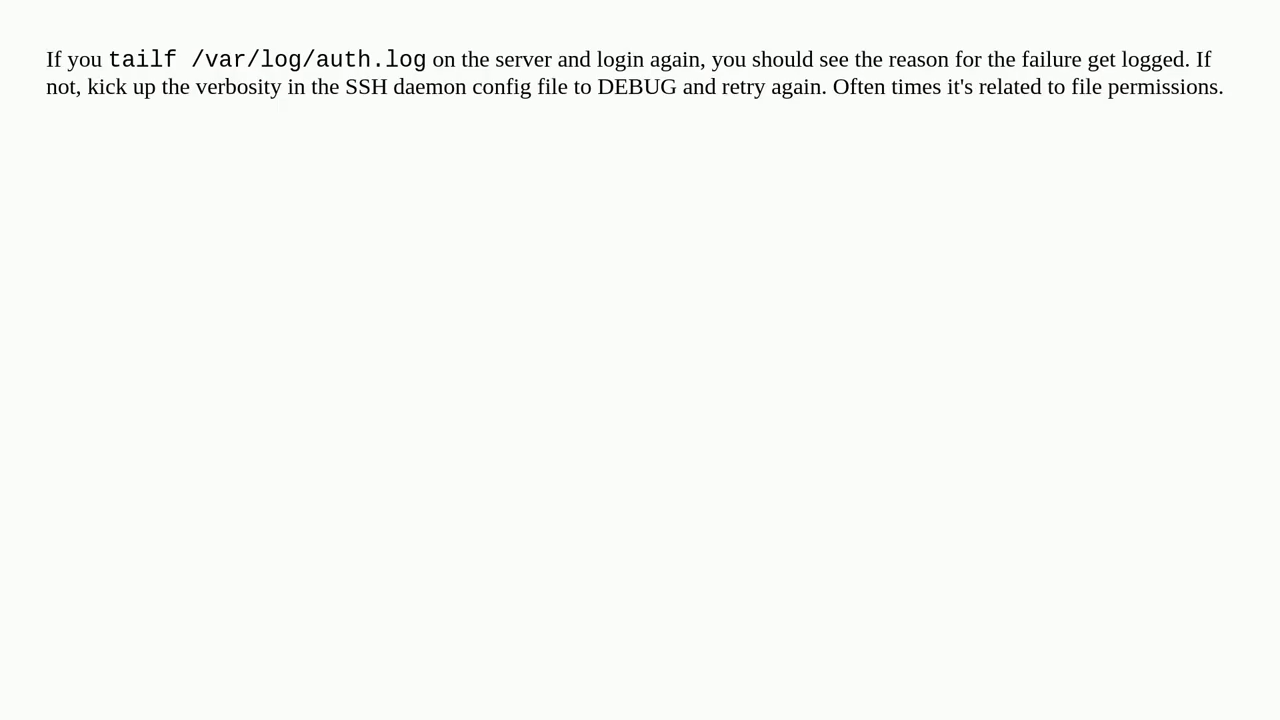 If you tailf /var/log/auth.log on the server and login again, you should see the reason for the failure get logged. If
not, kick up the verbosity in the SSH daemon config file to DEBUG and retry again. Often times it's related to file permissions.